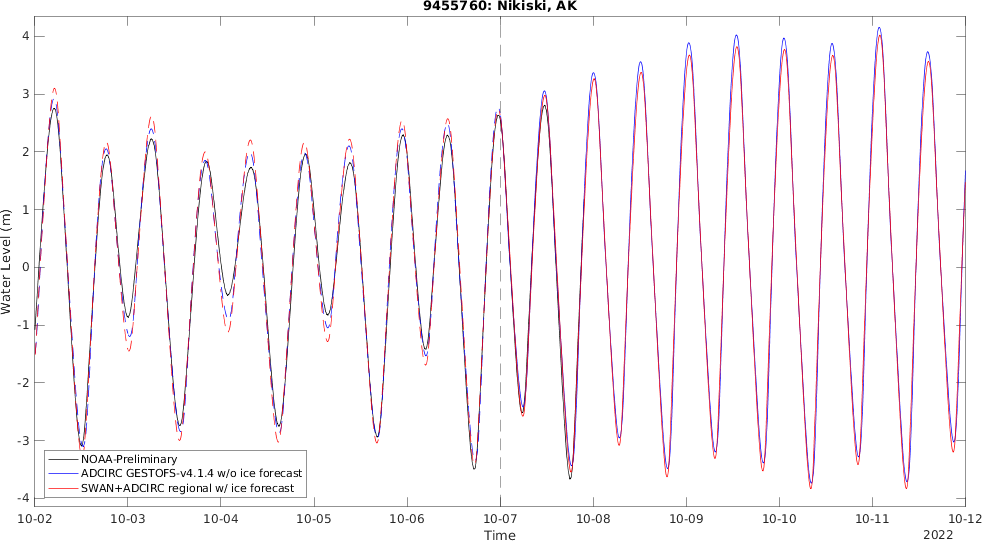 9455760: Nikiski, AK
Water Level (m)
4
3
2
1
0
-1
-2
-3
-4
NOAA-Preliminary
ADCIRC GESTOFS-v4.1.4 w/o ice forecast
SWAN+ADCIRC regional w/ ice forecast
10-02 10-03 10-04 10-05 10-06 10-07 10-08 10-09 10-10 10-11 10-12
Time
2022